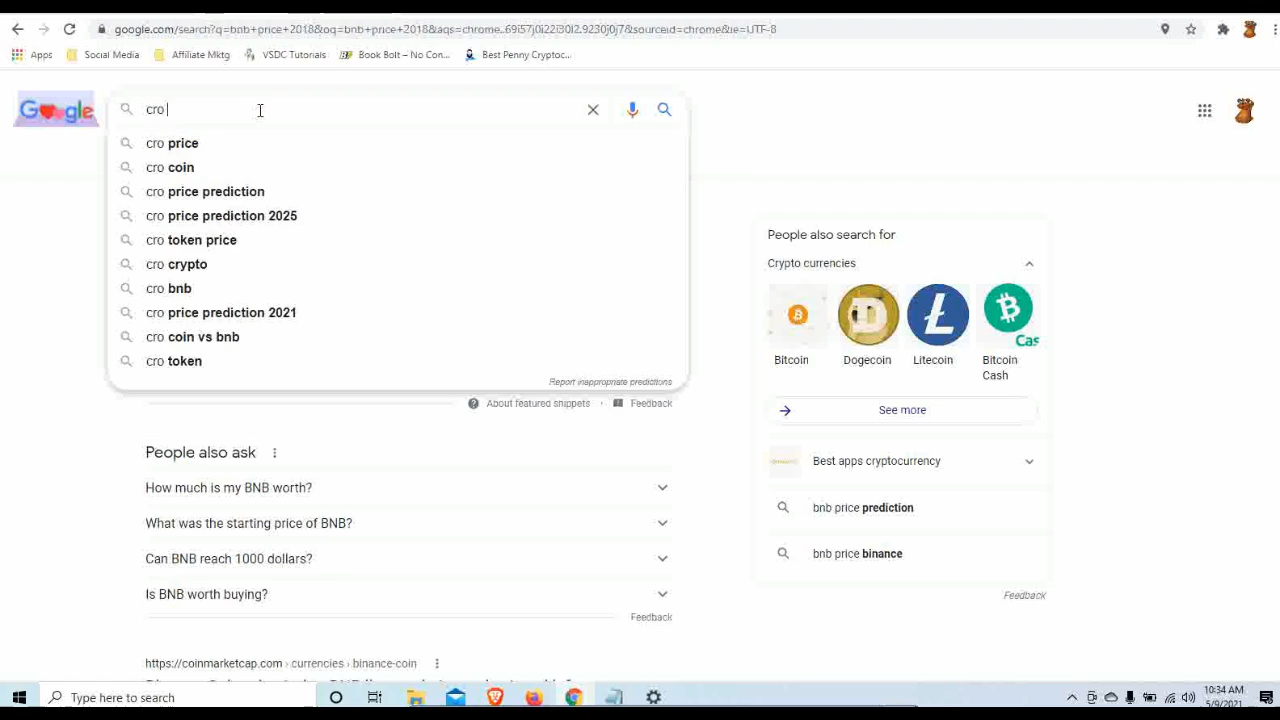 google.com/search?q=bnb+price+2018&oq=bnb+price+2018&aqs=chrome..69i57j0i22i30l2.9230j0j7&sourceid=chrome&ie=UTF-8
Apps
Social Media
Affiliate Mktg
VSDC Tutorials
Book Bolt – No Con...
Best Penny Cryptoc...
Google
cro
cro price
cro coin
cro price prediction
cro price prediction 2025
cro token price
cro crypto
cro bnb
cro price prediction 2021
cro coin vs bnb
cro token
Report inappropriate predictions
About featured snippets
Feedback
People also ask
How much is my BNB worth?
What was the starting price of BNB?
Can BNB reach 1000 dollars?
Is BNB worth buying?
Feedback
https://coinmarketcap.com › currencies › binance-coin
People also search for
Crypto currencies
Cas
Bitcoin
Dogecoin
Litecoin
Bitcoin
Cash
See more
Best apps cryptocurrency
bnb price prediction
bnb price binance
Feedback
Type here to search
10:34 AM
5/9/2021